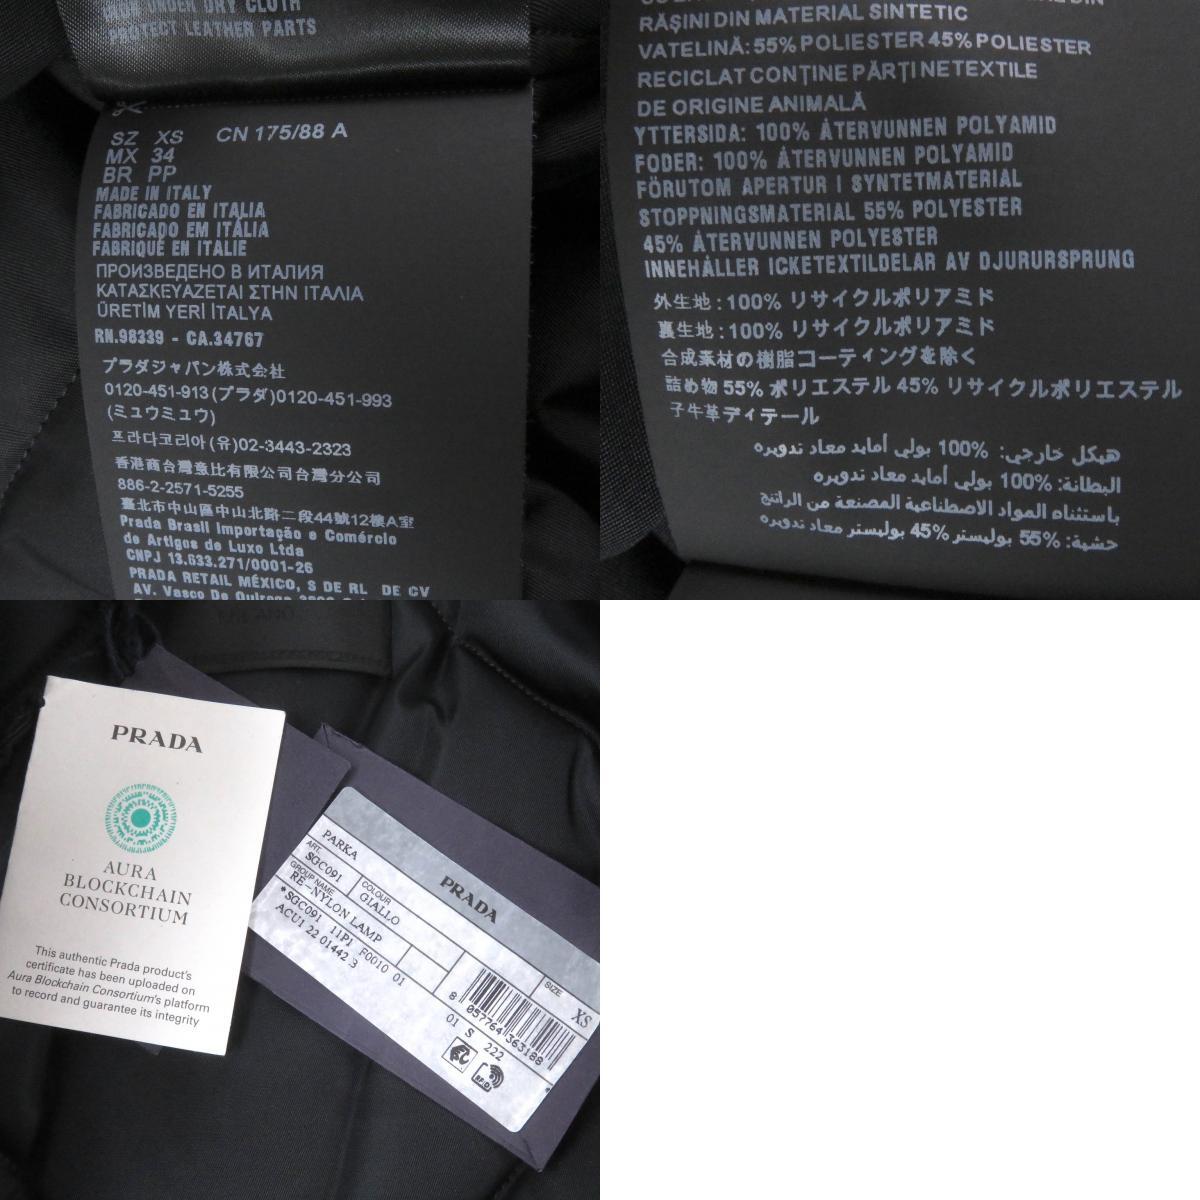 IRON UNDER DRY CLOTH
PROTECT LEATHER PARTS
SZ XS CN 175/88 A
MX 34
BR PP
MADE IN ITALY
FABRICADO EN ITALIA
FABRICADO EM ITÁLIA
FABRIQUÉ EN ITALIE
ПРОИЗВЕДЕНО В ИТАЛИЯ
ΚΑΤΑΣΚΕΥΑΖΕΤΑΙ ΣΤΗΝ ΙΤΑΛΙΑ
ÜRETİM YERİ İTALYA
RN.98339 - CA.34767
プラダジャパン株式会社
0120-451-913(プラダ)0120-451-993
(ミュウミュウ)
프라다코리아(유)02-3443-2323
香港商台灣意比有限公司台灣分公司
886-2-2571-5255
臺北市中山區中山北路二段44號12樓A室
Prada Brasil Importação e Comércio
de Artigos de Luxo Ltda
CNPJ 13.633.271/0001-26
PRADA RETAIL MÉXICO, S DE RL DE CV
AV. Vasco De Quiroga
RĂȘINI DIN MATERIAL SINTETIC
VATELINĂ: 55% POLIESTER 45% POLIESTER
RECICLAT CONȚINE PĂRȚI NETEXTILE
DE ORIGINE ANIMALĂ
YTTERSIDA: 100% ÅTERVUNNEN POLYAMID
FODER: 100% ÅTERVUNNEN POLYAMID
FÖRUTOM APERTUR I SYNTETMATERIAL
STOPPNINGSMATERIAL 55% POLYESTER
45% ÅTERVUNNEN POLYESTER
INNEHÅLLER ICKETEXTILDELAR AV DJURURSPRUNG
外生地:100% リサイクルポリアミド
裏生地:100% リサイクルポリアミド
合成素材の樹脂コーティングを除く
詰め物 55% ポリエステル 45% リサイクルポリエステル
子牛革ディテール
هيكل خارجي: 100% بولي أمايد معاد تدويره
البطانة: 100% بولي أمايد معاد تدويره
باستثناء المواد الاصطناعية المصنعة من الراتنج
حشية: 55% بوليستر 45% بوليستر معاد تدويره
PRADA
AURA
BLOCKCHAIN
CONSORTIUM
This authentic Prada product's
certificate has been uploaded on
Aura Blockchain Consortium's platform
to record and guarantee its integrity
PRADA
PARKA
ART.
SGC091
COLOUR
GIALLO
GROUP NAME
RE-NYLON LAMP
*SGC091 11P1 F0010 01
ACU1 22 01442 3
SIZE
XS
8 057764 363188
01 S 222
RFID